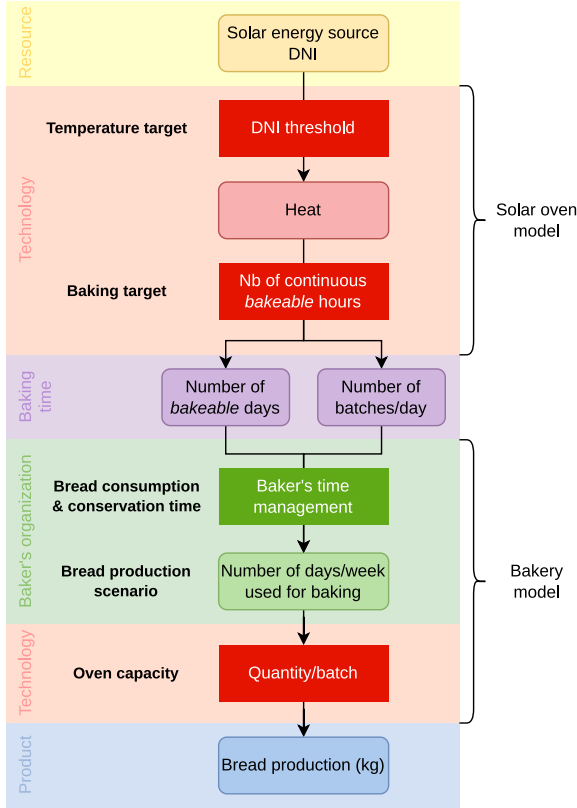 Resource
Solar energy source
DNI
Technology
Temperature target
DNI threshold
Heat
Solar oven
model
Baking target
Nb of continuous
bakeable hours
Baking
time
Number of
bakeable days
Number of
batches/day
Baker's organization
Bread consumption
& conservation time
Baker's time
management
Bread production
scenario
Number of days/week
used for baking
Bakery
model
Technology
Oven capacity
Quantity/batch
Product
Bread production (kg)